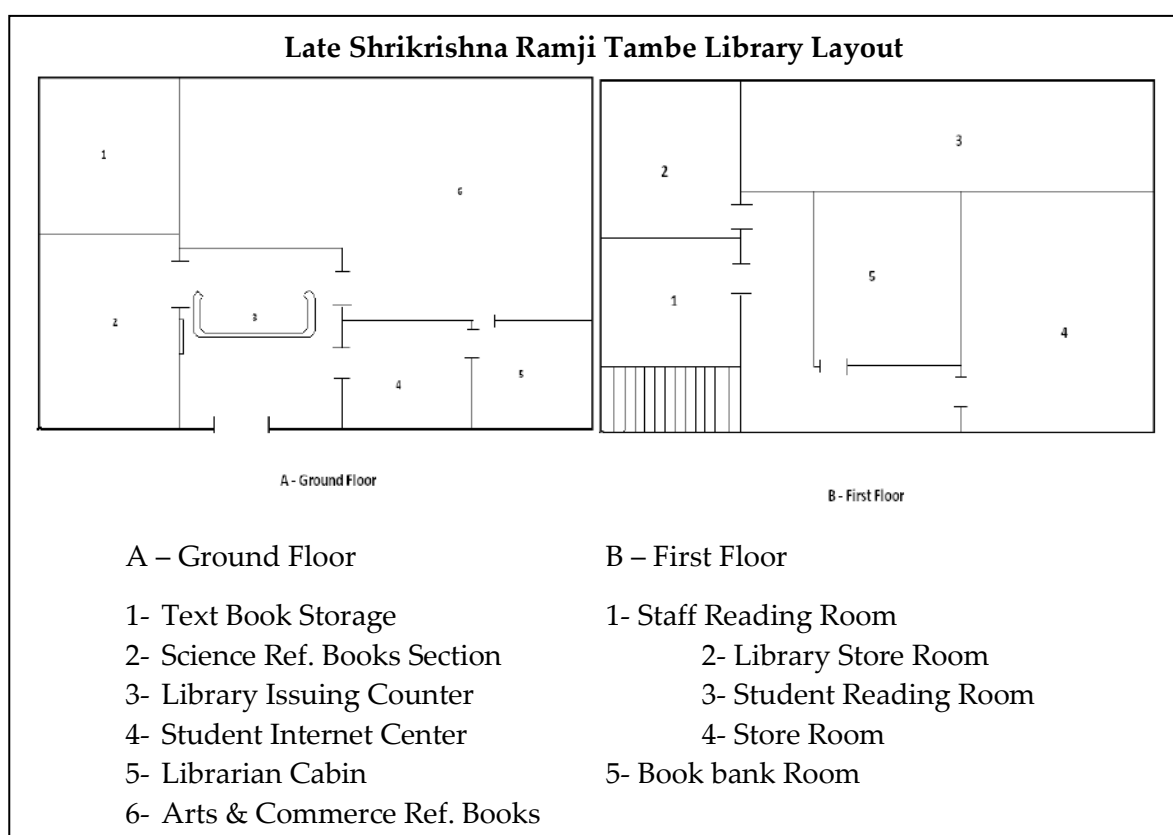 Late Shrikrishna Ramji Tambe Library Layout
1
6
2
3
4
5
A - Ground Floor
2
3
1
5
4
B - First Floor
A – Ground Floor
1- Text Book Storage
2- Science Ref. Books Section
3- Library Issuing Counter
4- Student Internet Center
5- Librarian Cabin
6- Arts & Commerce Ref. Books
B – First Floor
1- Staff Reading Room
2- Library Store Room
3- Student Reading Room
4- Store Room
5- Book bank Room